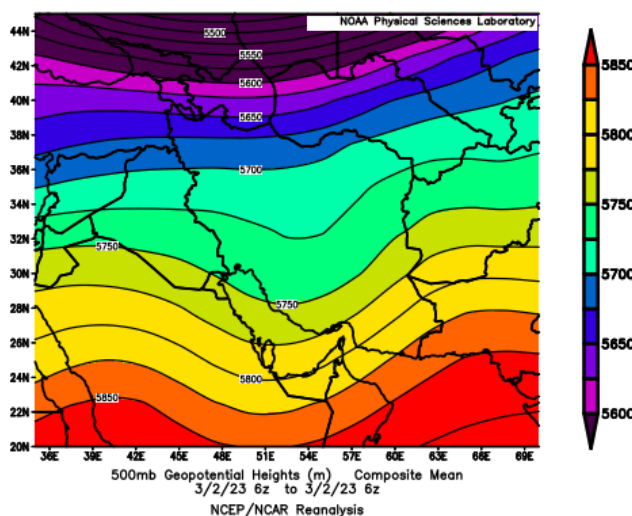 NOAA Physical Sciences Laboratory
44N
42N
40N
38N
36N
34N
32N
30N
28N
26N
24N
22N
20N
5500
5550
5600
5650
5700
5750
5750
5800
5850
5850
5800
5750
5700
5650
5600
36E 39E 42E 45E 48E 51E 54E 57E 60E 63E 66E 69E
500mb Geopotential Heights (m) Composite Mean
3/2/23 6z to 3/2/23 6z
NCEP/NCAR Reanalysis